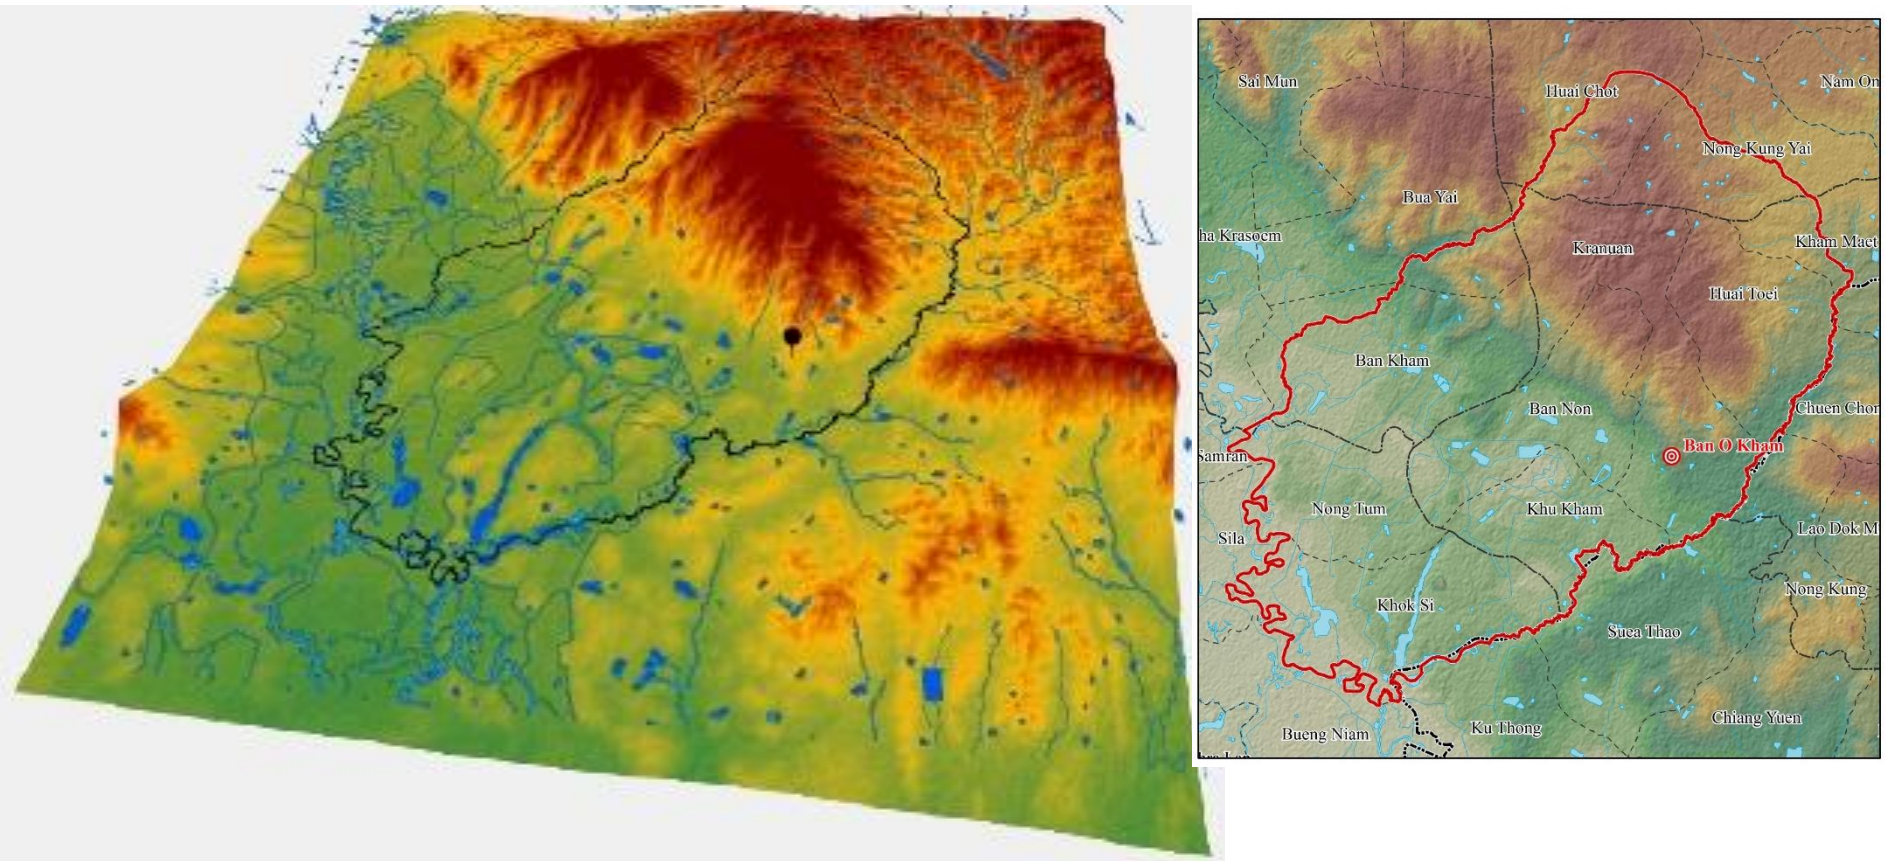 Sai Mun
Huai Chot
Nam On
Nong Kung Yai
Bua Yai
ha Krasoem
Kranuan
Kham Maet
Huai Toei
Ban Kham
Ban Non
Chuen Chon
Ban O Kham
Samran
Nong Tum
Khu Kham
Sila
Lao Dok M
Nong Kung
Khok Si
Suea Thao
Chiang Yuen
Bueng Niam
Ku Thong